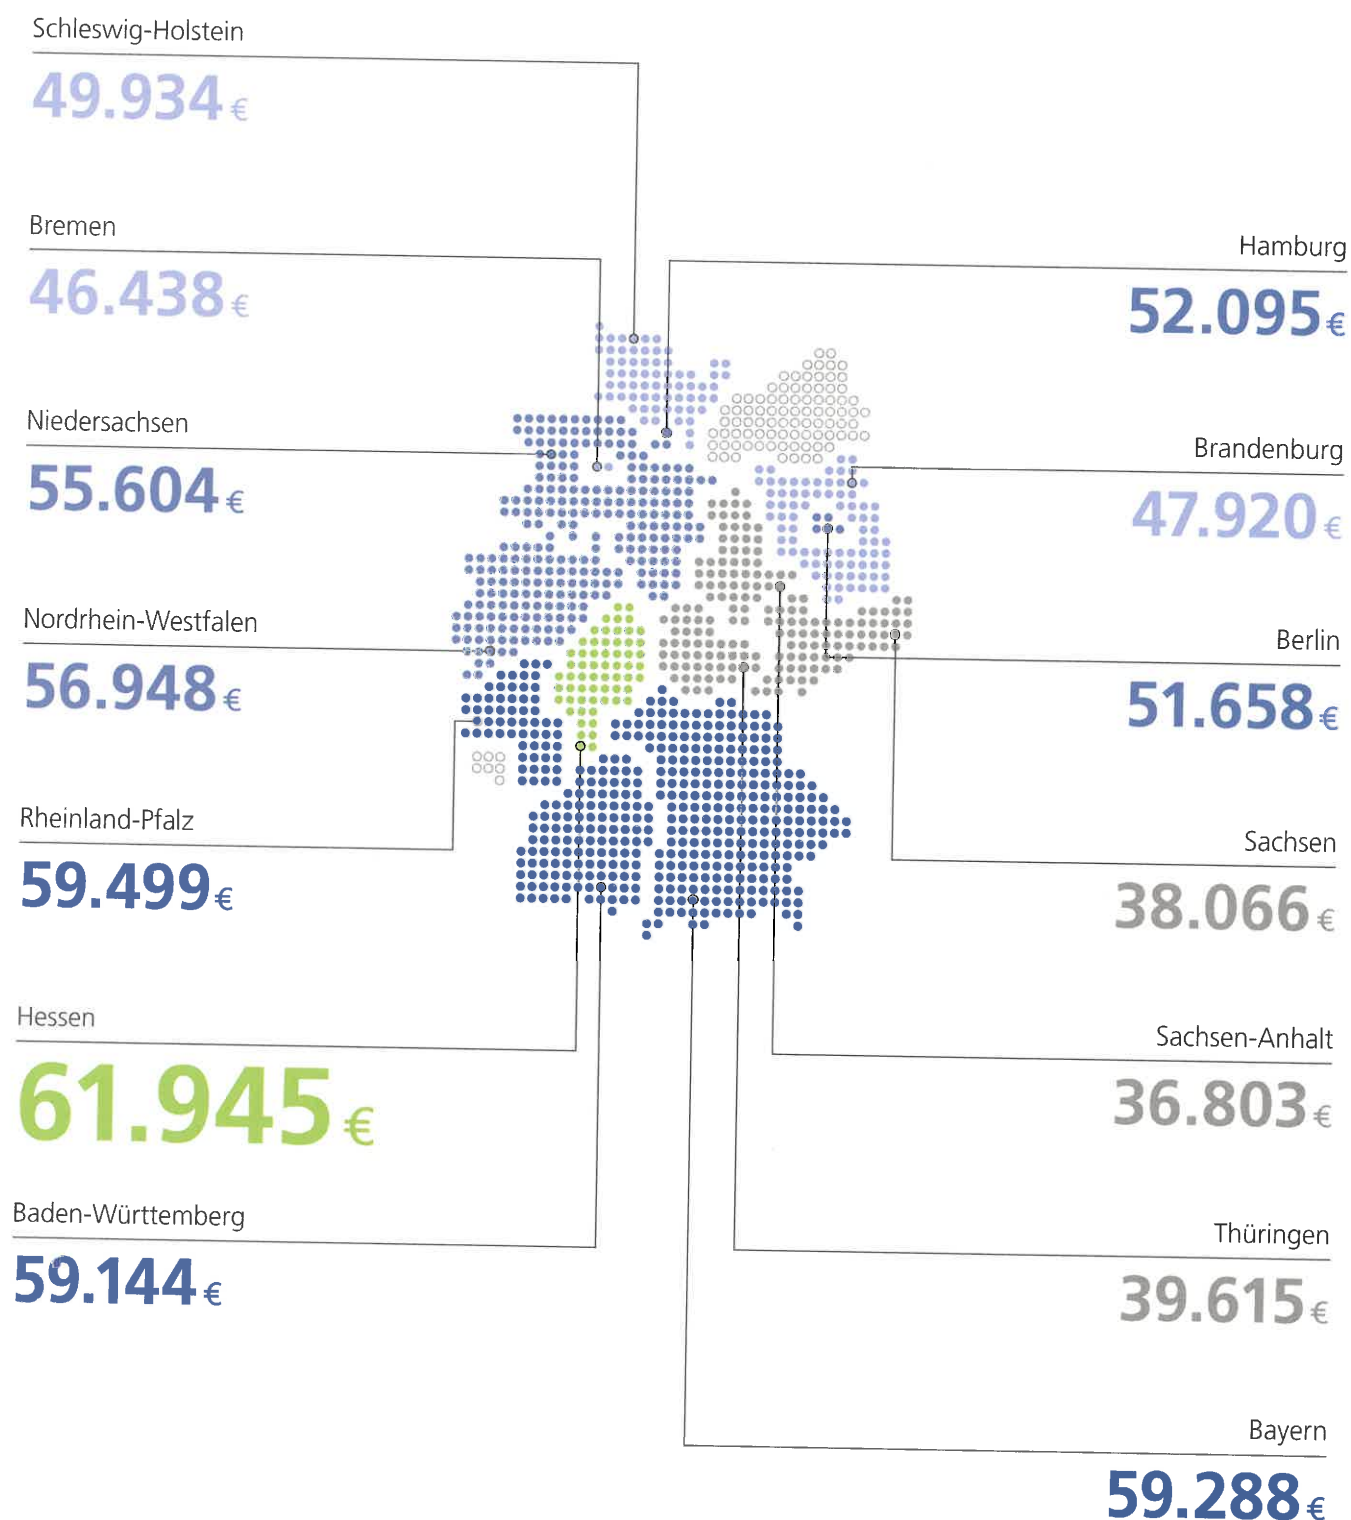 Schleswig-Holstein
49.934 €
Bremen
46.438 €
Niedersachsen
55.604 €
Nordrhein-Westfalen
56.948 €
Rheinland-Pfalz
59.499 €
Hessen
61.945 €
Baden-Württemberg
59.144 €
Hamburg
52.095 €
Brandenburg
47.920 €
Berlin
51.658 €
Sachsen
38.066 €
Sachsen-Anhalt
36.803 €
Thüringen
39.615 €
Bayern
59.288 €